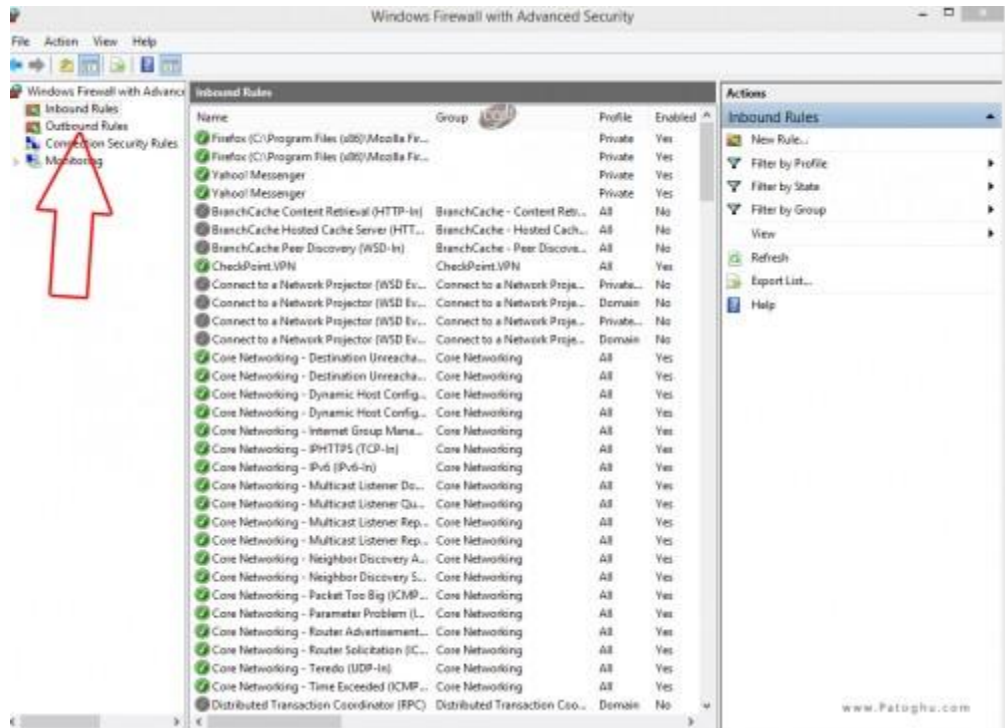 Windows Firewall with Advanced Security
File Action View Help
Windows Firewall with Advance
Inbound Rules
Outbound Rules
Connection Security Rules
Monitoring
Inbound Rules
Name Group Profile Enabled
Firefox (C:\Program Files (x86)\Mozilla Fir... Private Yes
Firefox (C:\Program Files (x86)\Mozilla Fir... Private Yes
Yahoo! Messenger Private Yes
Yahoo! Messenger Private Yes
BranchCache Content Retrieval (HTTP-In) BranchCache - Content Retr... All No
BranchCache Hosted Cache Server (HTT... BranchCache - Hosted Cach... All No
BranchCache Peer Discovery (WSD-In) BranchCache - Peer Discove... All No
CheckPoint.VPN CheckPoint.VPN All Yes
Connect to a Network Projector (WSD Ev... Connect to a Network Proje... Private... No
Connect to a Network Projector (WSD Ev... Connect to a Network Proje... Domain No
Connect to a Network Projector (WSD Ev... Connect to a Network Proje... Private... No
Connect to a Network Projector (WSD Ev... Connect to a Network Proje... Domain No
Core Networking - Destination Unreacha... Core Networking All Yes
Core Networking - Destination Unreacha... Core Networking All Yes
Core Networking - Dynamic Host Config... Core Networking All Yes
Core Networking - Dynamic Host Config... Core Networking All Yes
Core Networking - Internet Group Mana... Core Networking All Yes
Core Networking - IPHTTPS (TCP-In) Core Networking All Yes
Core Networking - IPv6 (IPv6-In) Core Networking All Yes
Core Networking - Multicast Listener Do... Core Networking All Yes
Core Networking - Multicast Listener Qu... Core Networking All Yes
Core Networking - Multicast Listener Rep... Core Networking All Yes
Core Networking - Multicast Listener Rep... Core Networking All Yes
Core Networking - Neighbor Discovery A... Core Networking All Yes
Core Networking - Neighbor Discovery S... Core Networking All Yes
Core Networking - Packet Too Big (ICMP... Core Networking All Yes
Core Networking - Parameter Problem (I... Core Networking All Yes
Core Networking - Router Advertisement... Core Networking All Yes
Core Networking - Router Solicitation (IC... Core Networking All Yes
Core Networking - Teredo (UDP-In) Core Networking All Yes
Core Networking - Time Exceeded (ICMP... Core Networking All Yes
Distributed Transaction Coordinator (RPC) Distributed Transaction Coo... Domain No
Actions
Inbound Rules
New Rule...
Filter by Profile
Filter by State
Filter by Group
View
Refresh
Export List...
Help
www.Patoghu.com